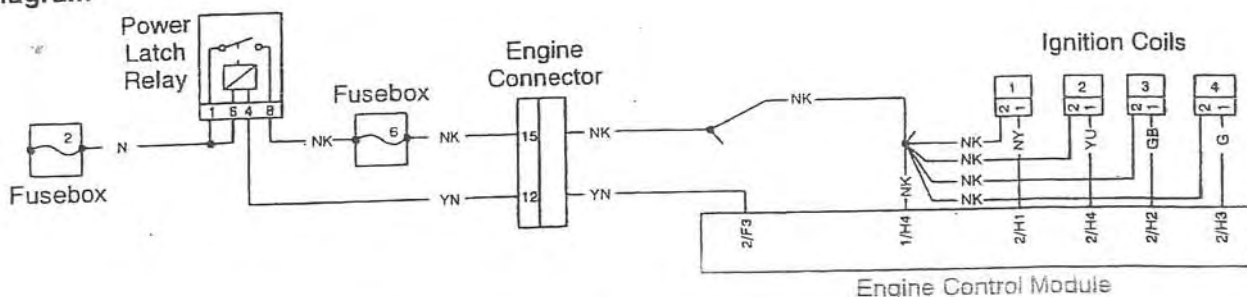 agram
Power
Latch
Relay
1 6 4 8
Fusebox
2
N
NK
Fusebox
6
NK
Engine
Connector
15
12
YN
NK
YN
NK
Ignition Coils
1 2 3 4
2 1 2 1 2 1 2 1
NK
NK
NK
NK
NK
NY
YU
GB
G
2/F3
1/H4
2/H1
2/H4
2/H2
2/H3
Engine Control Module